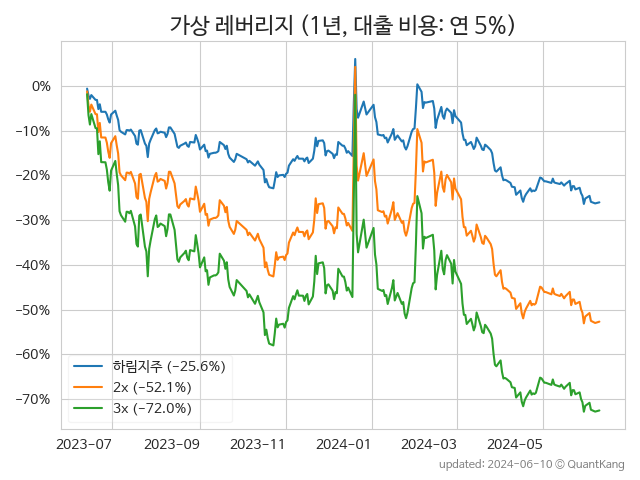 가상 레버리지 (1년, 대출 비용: 연 5%)
0%
−10%
−20%
−30%
−40%
−50%
−60%
−70%
하림지주 (−25.6%)
2x (−52.1%)
3x (−72.0%)
2023-07
2023-09
2023-11
2024-01
2024-03
2024-05
updated: 2024-06-10 © QuantKang